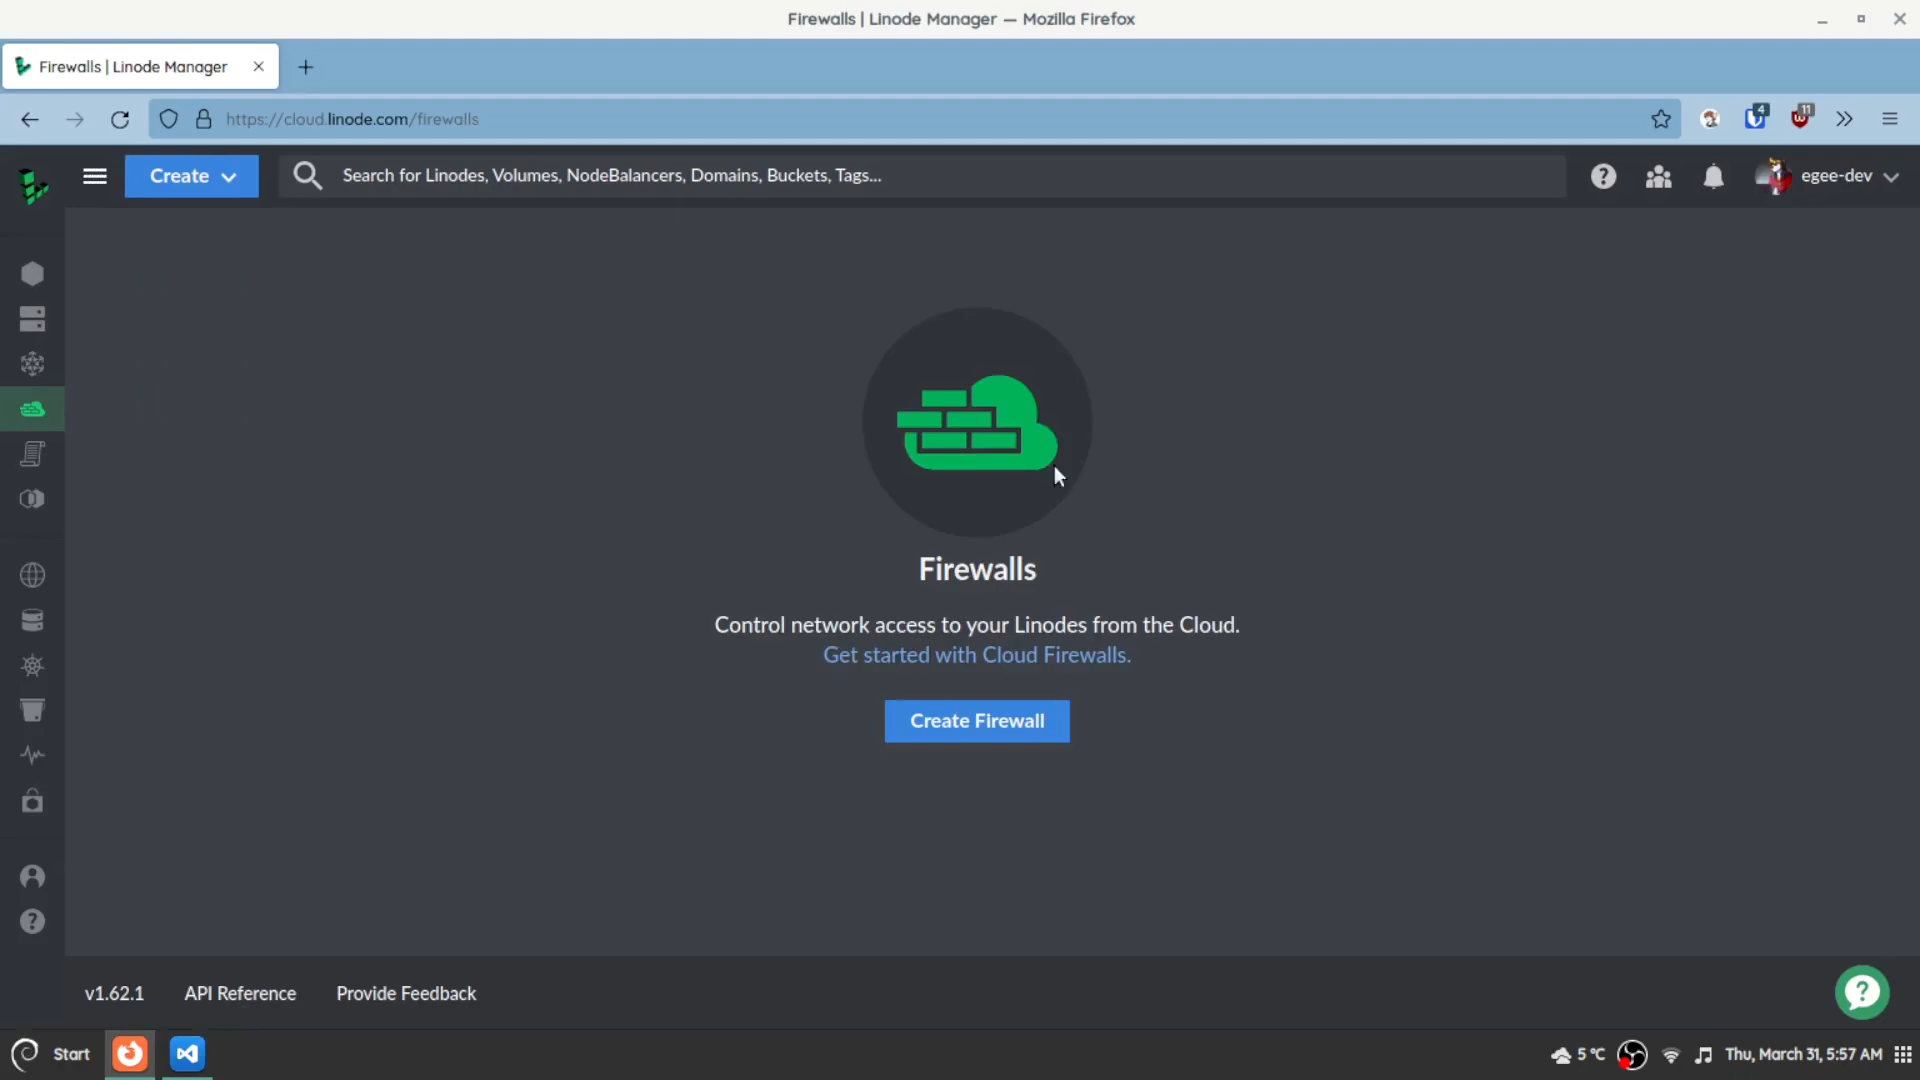 Firewalls | Linode Manager — Mozilla Firefox
Firewalls | Linode Manager
https://cloud.linode.com/firewalls
4
11
Create
Search for Linodes, Volumes, NodeBalancers, Domains, Buckets, Tags...
egee-dev
Firewalls
Control network access to your Linodes from the Cloud.
Get started with Cloud Firewalls.
Create Firewall
v1.62.1
API Reference
Provide Feedback
Start
5 °C
Thu, March 31, 5:57 AM